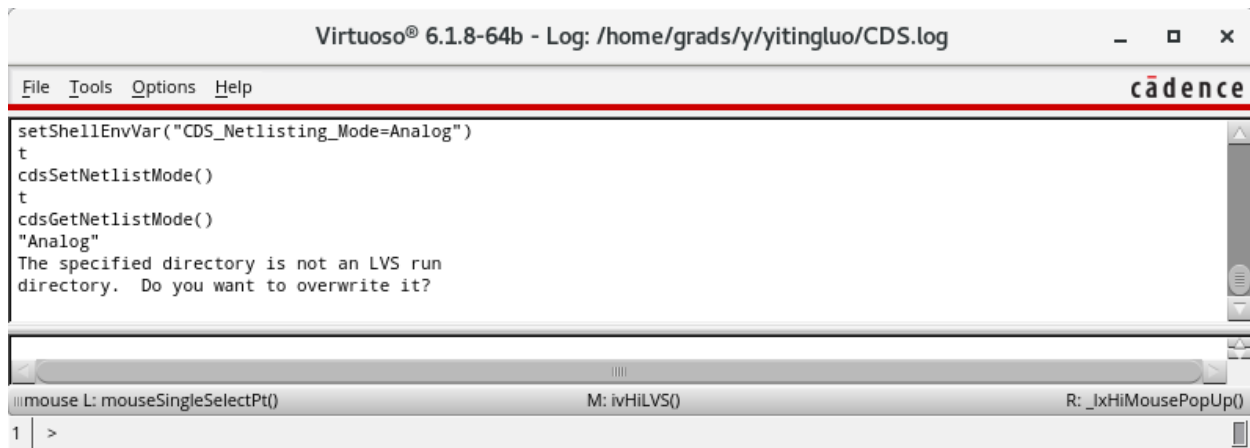 Virtuoso® 6.1.8-64b - Log: /home/grads/y/yitingluo/CDS.log
File Tools Options Help
cādence
setShellEnvVar("CDS_Netlisting_Mode=Analog")
t
cdsSetNetlistMode()
t
cdsGetNetlistMode()
"Analog"
The specified directory is not an LVS run
directory.  Do you want to overwrite it?
mouse L: mouseSingleSelectPt() M: ivHiLVS() R: _lxHiMousePopUp()
1 >